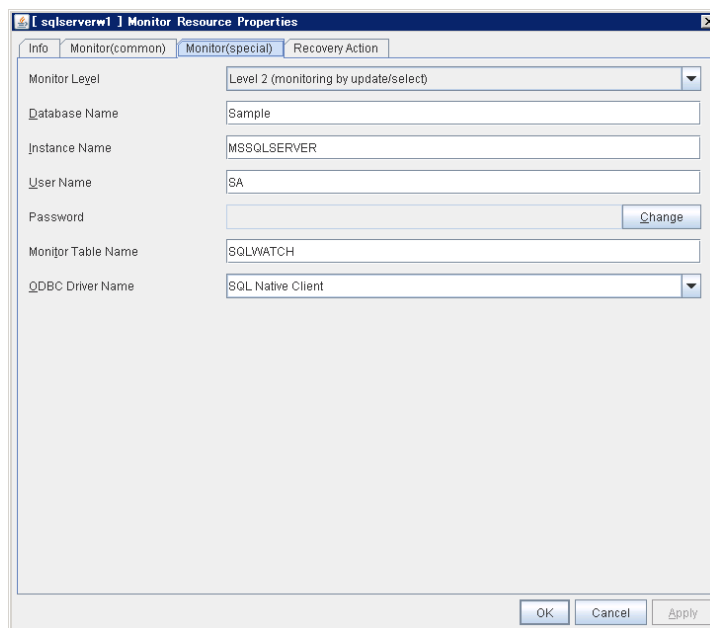 [ sqlserverw1 ] Monitor Resource Properties
Info Monitor(common) Monitor(special) Recovery Action
Monitor Level Level 2 (monitoring by update/select)
Database Name Sample
Instance Name MSSQLSERVER
User Name SA
Password Change
Monitor Table Name SQLWATCH
ODBC Driver Name SQL Native Client
OK Cancel Apply